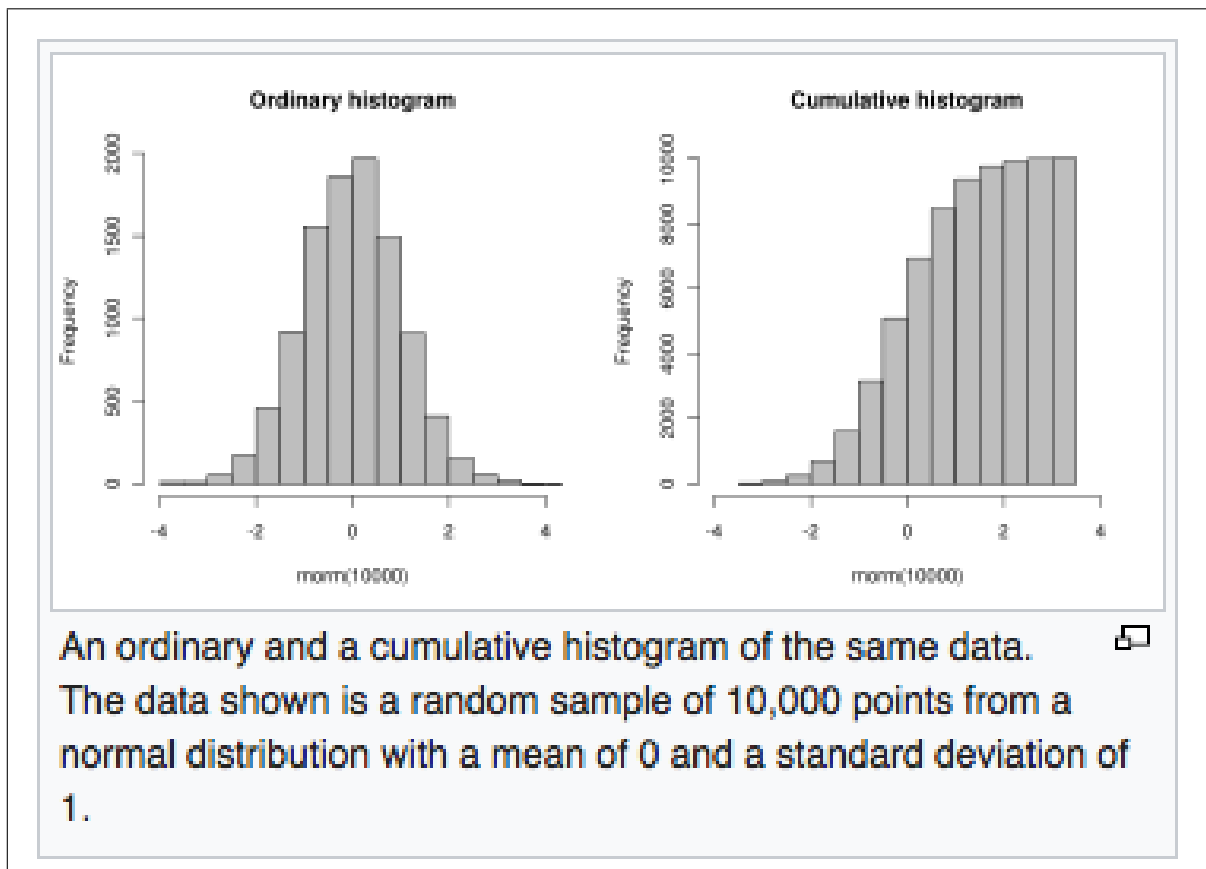 Ordinary histogram
2000
1500
1000
500
0
Frequency
-4 -2 0 2 4
rnorm(10000)
Cumulative histogram
10000
8000
6000
4000
2000
0
Frequency
-4 -2 0 2 4
rnorm(10000)
An ordinary and a cumulative histogram of the same data.
The data shown is a random sample of 10,000 points from a
normal distribution with a mean of 0 and a standard deviation of
1.